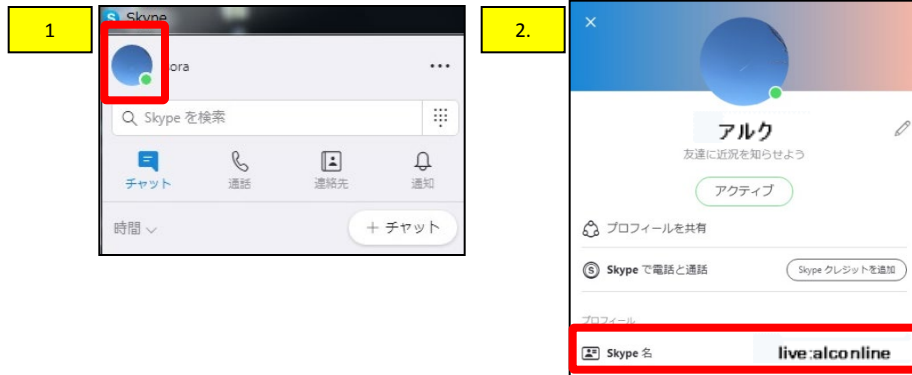 1
Skype
ora
Skype を検索
チャット
通話
連絡先
通知
時間
+ チャット
2.
アルク
友達に近況を知らせよう
アクティブ
プロフィールを共有
Skype で電話と通話
Skype クレジットを追加
プロフィール
Skype 名
live:alconline